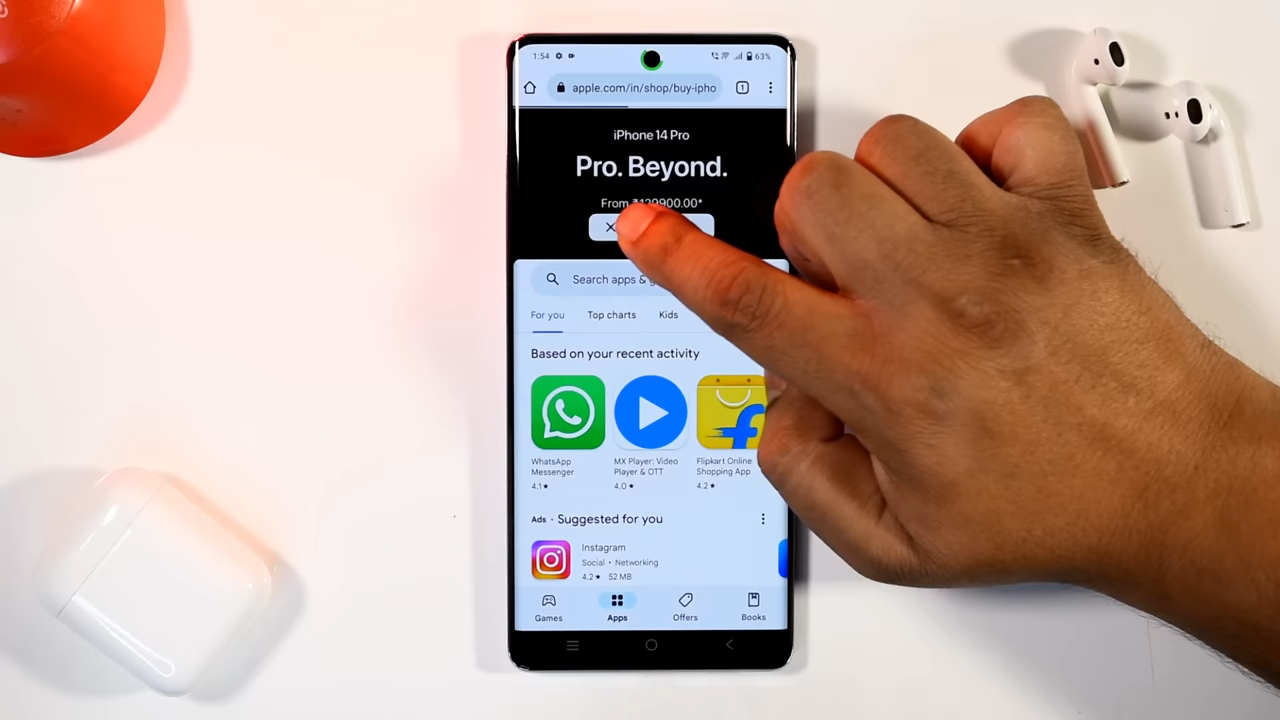 1:54
63%
apple.com/in/shop/buy-ipho
1
iPhone 14 Pro
Pro. Beyond.
From ₹129900.00*
Search apps &
For you Top charts Kids
Based on your recent activity
WhatsApp Messenger
4.1★
MX Player: Video Player & OTT
4.0★
Flipkart Online Shopping App
4.2★
Ads · Suggested for you
Instagram
Social • Networking
4.2★ 52 MB
Games Apps Offers Books